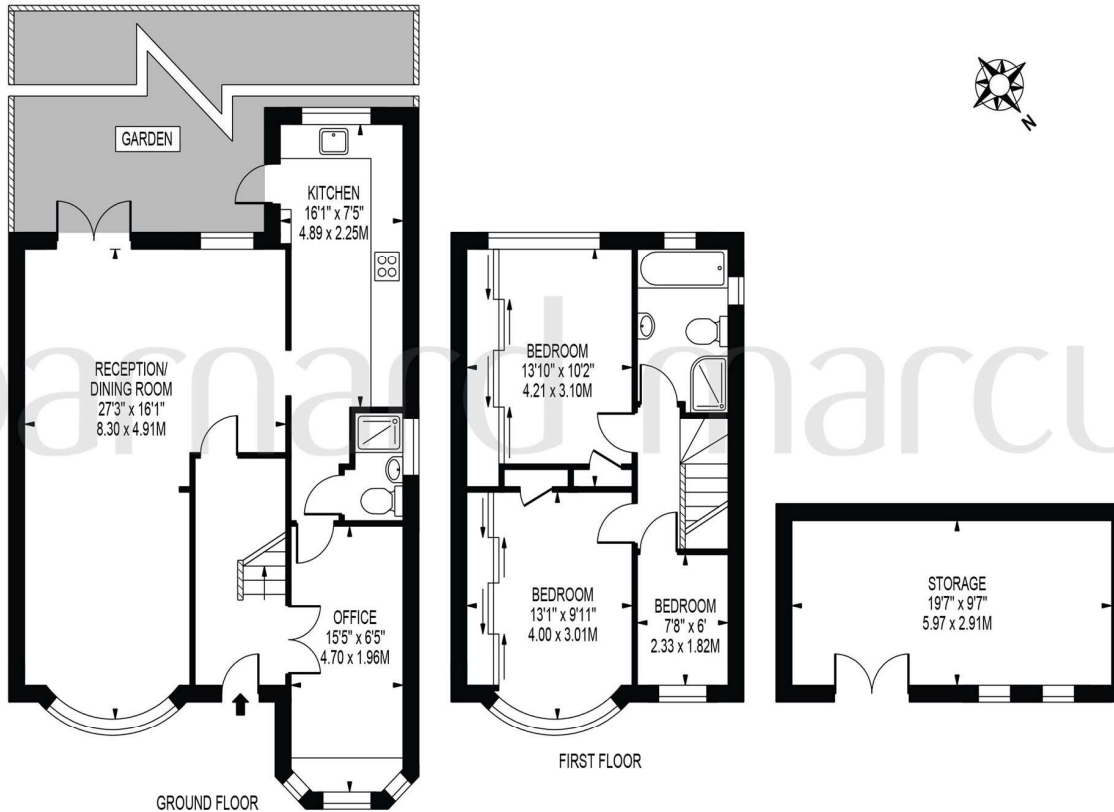 GARDEN
KITCHEN
16'1" x 7'5"
4.89 x 2.25M
RECEPTION/
DINING ROOM
27'3" x 16'1"
8.30 x 4.91M
OFFICE
15'5" x 6'5"
4.70 x 1.96M
GROUND FLOOR
BEDROOM
13'10" x 10'2"
4.21 x 3.10M
BEDROOM
13'1" x 9'11"
4.00 x 3.01M
BEDROOM
7'8" x 6'
2.33 x 1.82M
FIRST FLOOR
STORAGE
19'7" x 9'7"
5.97 x 2.91M
N
barnard marcu